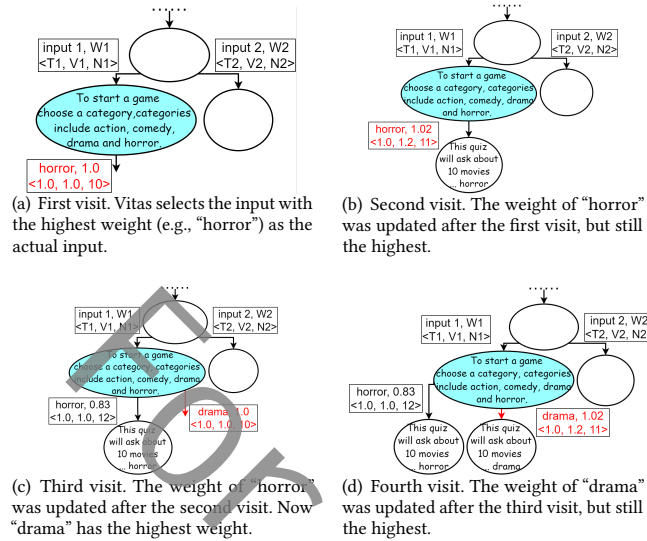 ......
input 1, W1
<T1, V1, N1>
input 2, W2
<T2, V2, N2>
To start a game
choose a category,categories
include action, comedy,
drama and horror.
horror, 1.0
<1.0, 1.0, 10>
(a) First visit. Vitas selects the input with
the highest weight (e.g., “horror”) as the
actual input.
......
input 1, W1
<T1, V1, N1>
input 2, W2
<T2, V2, N2>
To start a game
choose a category, categories
include action, comedy, drama
and horror.
horror, 1.02
<1.0, 1.2, 11>
This quiz
will ask about
10 movies
... horror
(b) Second visit. The weight of “horror”
was updated after the first visit, but still
the highest.
......
input 1, W1
<T1, V1, N1>
input 2, W2
<T2, V2, N2>
To start a game
choose a category, categories
include action, comedy, drama
and horror.
horror, 0.83
<1.0, 1.0, 12>
drama, 1.0
<1.0, 1.0, 10>
This quiz
will ask about
10 movies
... horror
(c) Third visit. The weight of “horror”
was updated after the second visit. Now
“drama” has the highest weight.
......
input 1, W1
<T1, V1, N1>
input 2, W2
<T2, V2, N2>
To start a game
choose a category, categories
include action, comedy, drama
and horror.
horror, 0.83
<1.0, 1.0, 12>
drama, 1.02
<1.0, 1.2, 11>
This quiz
will ask about
10 movies
... horror
This quiz
will ask about
10 movies
... drama
(d) Fourth visit. The weight of “drama”
was updated after the third visit, but still
the highest.
For